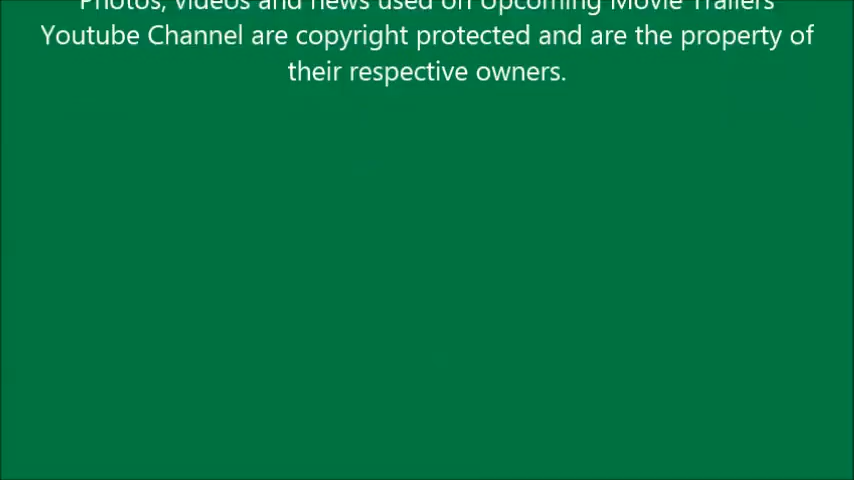 Photos, videos and news used on Upcoming Movie Trailers
Youtube Channel are copyright protected and are the property of
their respective owners.